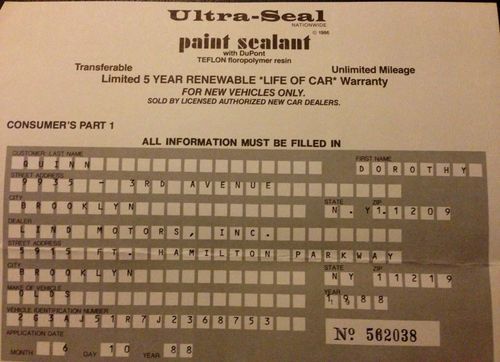 Ultra-Seal
NATIONWIDE
© 1986
paint sealant
with DuPont
TEFLON floropolymer resin
Transferable
Unlimited Mileage
Limited 5 YEAR RENEWABLE "LIFE OF CAR" Warranty
FOR NEW VEHICLES ONLY.
SOLD BY LICENSED AUTHORIZED NEW CAR DEALERS.
CONSUMER'S PART 1
ALL INFORMATION MUST BE FILLED IN
CUSTOMER: LAST NAME FIRST NAME
QUINN DOROTHY
STREET ADDRESS
9935 - 3RD AVENUE
CITY STATE ZIP
BROOKLYN N.Y. 11209
DEALER
LIND MOTORS, INC.
STREET ADDRESS
5915 FT. HAMILTON PARKWAY
CITY STATE ZIP
BROOKLYN NY 11219
MAKE OF VEHICLE YEAR
OLDS 1988
VEHICLE IDENTIFICATION NUMBER
2G3AJ51R7J2368753
APPLICATION DATE
MONTH 6 DAY 10 YEAR 88
Nº 562038